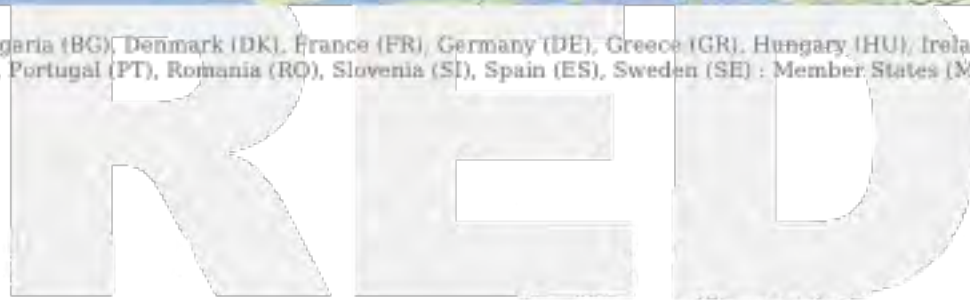 garia (BG), Denmark (DK), France (FR), Germany (DE), Greece (GR), Hungary (HU), Irela
Portugal (PT), Romania (RO), Slovenia (SI), Spain (ES), Sweden (SE) : Member States (M
RED